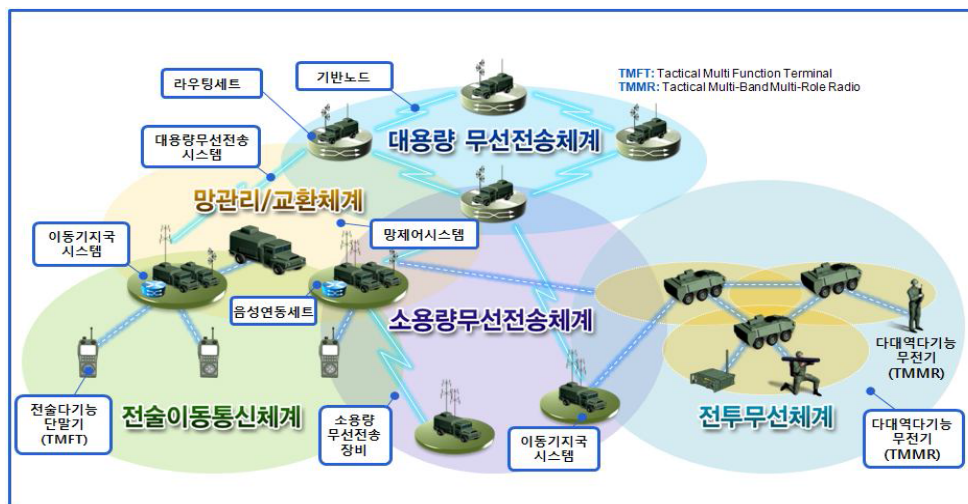 라우팅세트
기반노드
TMFT: Tactical Multi Function Terminal
TMMR: Tactical Multi-Band Multi-Role Radio
대용량 무선전송체계
대용량무선전송
시스템
망관리/교환체계
이동기지국
시스템
망제어시스템
음성연동세트
소용량무선전송체계
다대역다기능
무전기
(TMMR)
전술다기능
단말기
(TMFT)
전술이동통신체계
소용량
무선전송
장비
이동기지국
시스템
전투무선체계
다대역다기능
무전기
(TMMR)